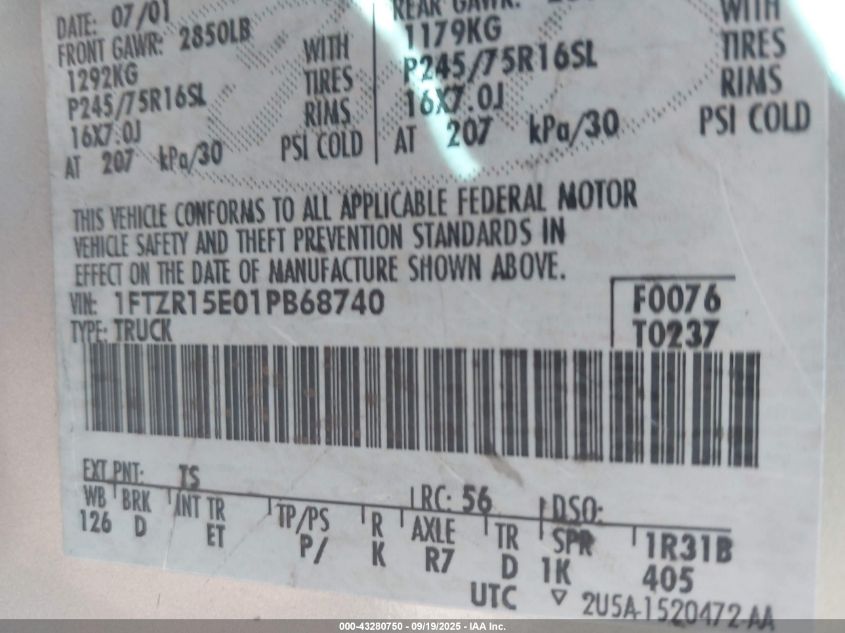 DATE: 07/01
FRONT GAWR: 2850LB
1292KG WITH
P245/75R16SL TIRES
16X7.0J RIMS
AT 207 kPa/30 PSI COLD
REAR GAWR:
1179KG WITH
P245/75R16SL TIRES
16X7.0J RIMS
AT 207 kPa/30 PSI COLD
THIS VEHICLE CONFORMS TO ALL APPLICABLE FEDERAL MOTOR
VEHICLE SAFETY AND THEFT PREVENTION STANDARDS IN
EFFECT ON THE DATE OF MANUFACTURE SHOWN ABOVE.
VIN: 1FTZR15E01PB68740 F0076
TYPE: TRUCK T0237
EXT PNT: TS RC: 56 DSO:
WB BRK INT TR TP/PS R AXLE TR SPR 1R31B
126 D ET P/ K R7 D 1K 405
UTC ▽ 2U5A-1520472-AA
000-43280750 - 09/19/2025 - IAA Inc.